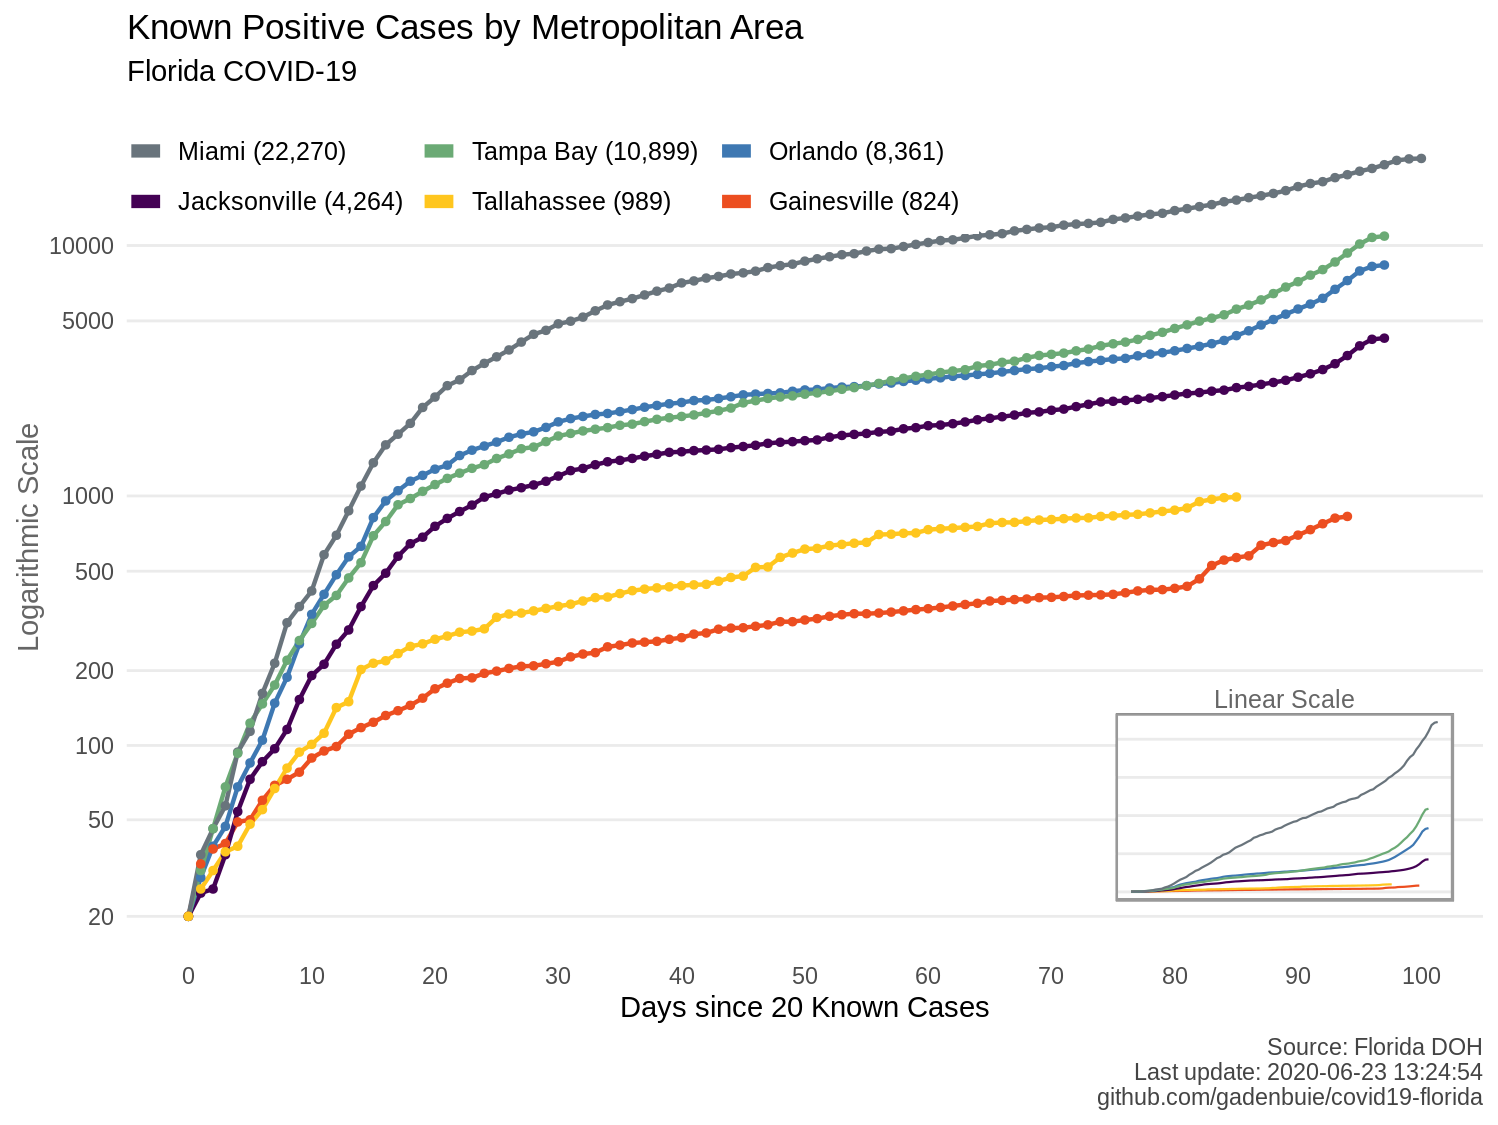 Known Positive Cases by Metropolitan Area
Florida COVID-19
Miami (22,270) Tampa Bay (10,899) Orlando (8,361)
Jacksonville (4,264) Tallahassee (989) Gainesville (824)
10000
5000
1000
500
200
100
50
20
Logarithmic Scale
Linear Scale
0 10 20 30 40 50 60 70 80 90 100
Days since 20 Known Cases
Source: Florida DOH
Last update: 2020-06-23 13:24:54
github.com/gadenbuie/covid19-florida